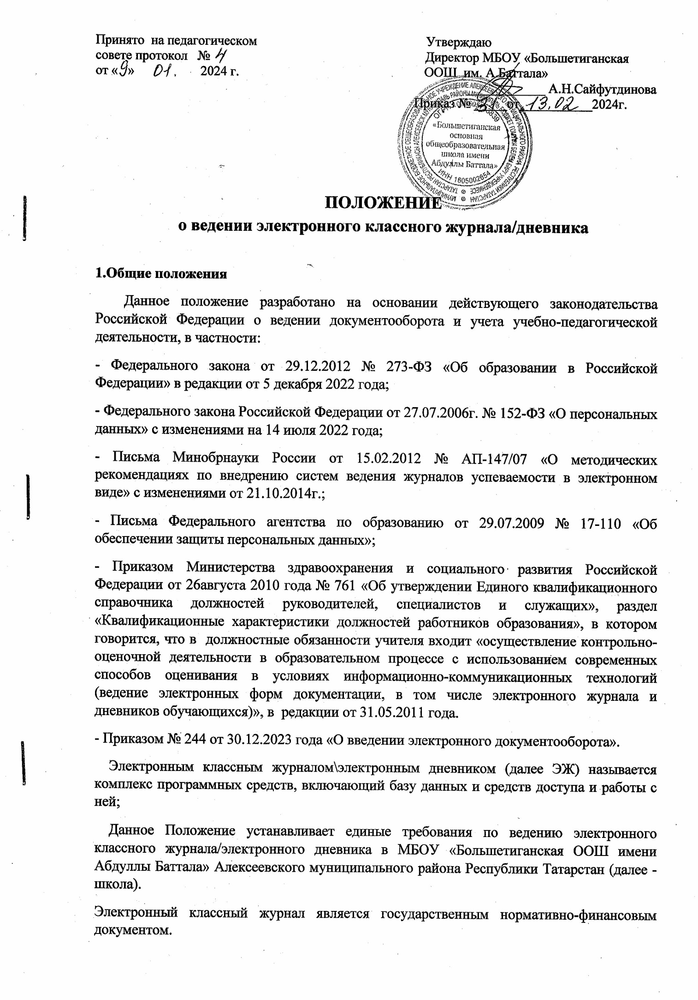 Принято на педагогическом
совете протокол № 4
от «9» 01. 2024 г.
Утверждаю
Директор МБОУ «Большетиганская
ООШ им. А.Баттала»
А.Н.Сайфутдинова
Приказ № 31 от 13.02 2024г.
«Большетиганская
основная
общеобразовательная
школа имени
Абдуллы Баттала»
ИНН 1605002654
ПОЛОЖЕНИЕ
о ведении электронного классного журнала/дневника
1.Общие положения
Данное положение разработано на основании действующего законодательства
Российской Федерации о ведении документооборота и учета учебно-педагогической
деятельности, в частности:
- Федерального закона от 29.12.2012 № 273-ФЗ «Об образовании в Российской
Федерации» в редакции от 5 декабря 2022 года;
- Федерального закона Российской Федерации от 27.07.2006г. № 152-ФЗ «О персональных
данных» с изменениями на 14 июля 2022 года;
- Письма Минобрнауки России от 15.02.2012 № АП-147/07 «О методических
рекомендациях по внедрению систем ведения журналов успеваемости в электронном
виде» с изменениями от 21.10.2014г.;
- Письма Федерального агентства по образованию от 29.07.2009 № 17-110 «Об
обеспечении защиты персональных данных»;
- Приказом Министерства здравоохранения и социального развития Российской
Федерации от 26августа 2010 года № 761 «Об утверждении Единого квалификационного
справочника должностей руководителей, специалистов и служащих», раздел
«Квалификационные характеристики должностей работников образования», в котором
говорится, что в должностные обязанности учителя входит «осуществление контрольно-
оценочной деятельности в образовательном процессе с использованием современных
способов оценивания в условиях информационно-коммуникационных технологий
(ведение электронных форм документации, в том числе электронного журнала и
дневников обучающихся)», в редакции от 31.05.2011 года.
- Приказом № 244 от 30.12.2023 года «О введении электронного документооборота».
Электронным классным журналом\электронным дневником (далее ЭЖ) называется
комплекс программных средств, включающий базу данных и средств доступа и работы с
ней;
Данное Положение устанавливает единые требования по ведению электронного
классного журнала/электронного дневника в МБОУ «Большетиганская ООШ имени
Абдуллы Баттала» Алексеевского муниципального района Республики Татарстан (далее -
школа).
Электронный классный журнал является государственным нормативно-финансовым
документом.